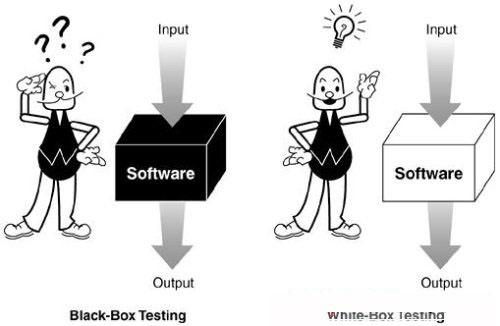 ? ? ?
Input
Software
Output
Black-Box Testing
Input
Software
Output
White-Box Testing